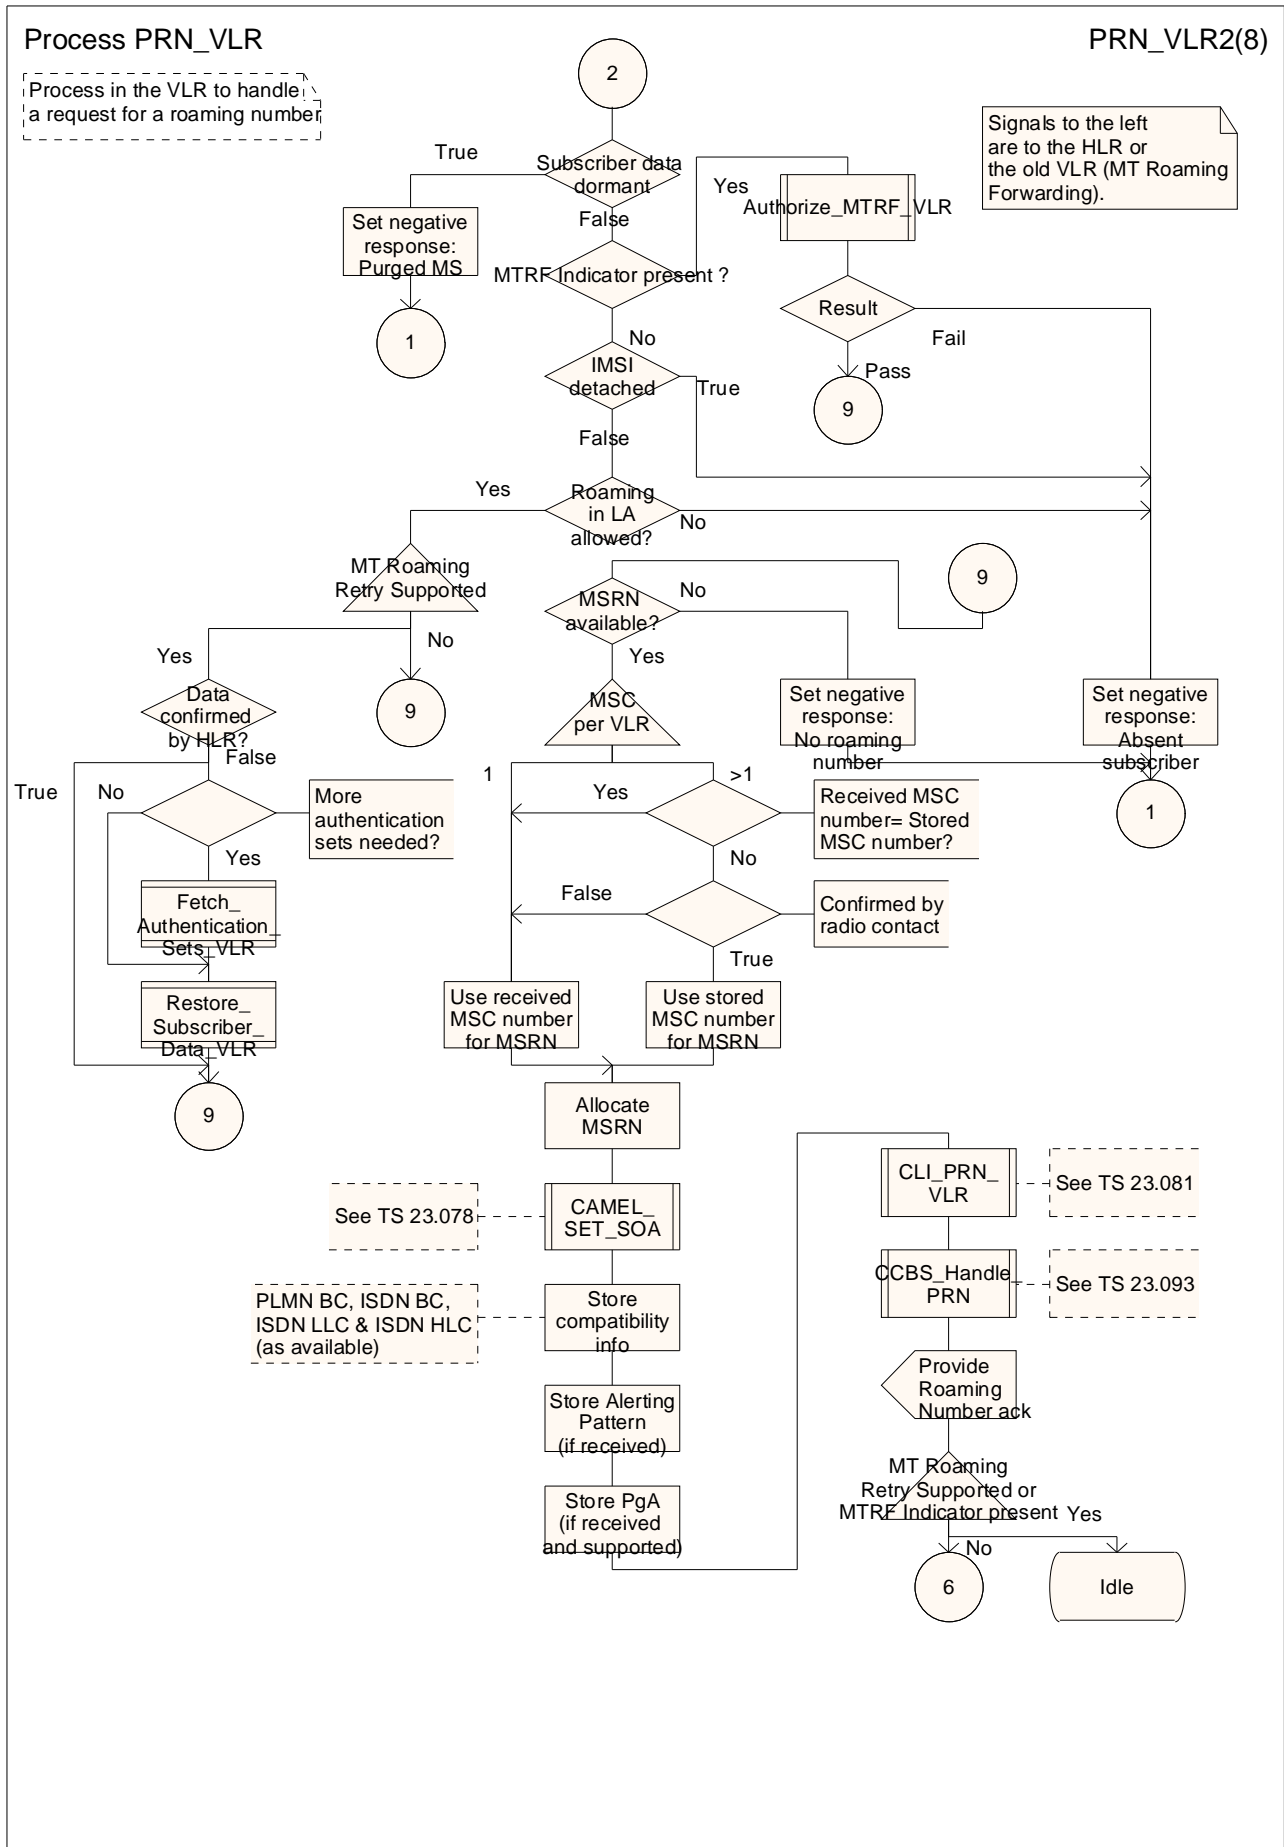 Process PRN_VLR
PRN_VLR2(8)
Process in the VLR to handle
a request for a roaming number
Signals to the left
are to the HLR or
the old VLR (MT Roaming
Forwarding).
2
Subscriber data
dormant
True
False
Set negative
response:
Purged MS
1
MTRF Indicator present ?
Yes
No
Authorize_MTRF_VLR
Result
Fail
Pass
9
IMSI
detached
True
False
Roaming
in LA
allowed?
Yes
No
MT Roaming
Retry Supported
Yes
No
9
9
MSRN
available?
No
Yes
Data
confirmed
by HLR?
False
True
No
More
authentication
sets needed?
Yes
Fetch_
Authentication_
Sets_VLR
Restore_
Subscriber_
Data_VLR
9
MSC
per VLR
1
>1
Set negative
response:
No roaming
number
Set negative
response:
Absent
subscriber
1
Yes
Received MSC
number= Stored
MSC number?
No
False
Confirmed by
radio contact
True
Use received
MSC number
for MSRN
Use stored
MSC number
for MSRN
Allocate
MSRN
See TS 23.078
CAMEL_
SET_SOA
PLMN BC, ISDN BC,
ISDN LLC & ISDN HLC
(as available)
Store
compatibility
info
Store Alerting
Pattern
(if received)
Store PgA
(if received
and supported)
CLI_PRN_
VLR
See TS 23.081
CCBS_Handle_
PRN
See TS 23.093
Provide
Roaming
Number ack
MT Roaming
Retry Supported or
MTRF Indicator present
Yes
No
6
Idle